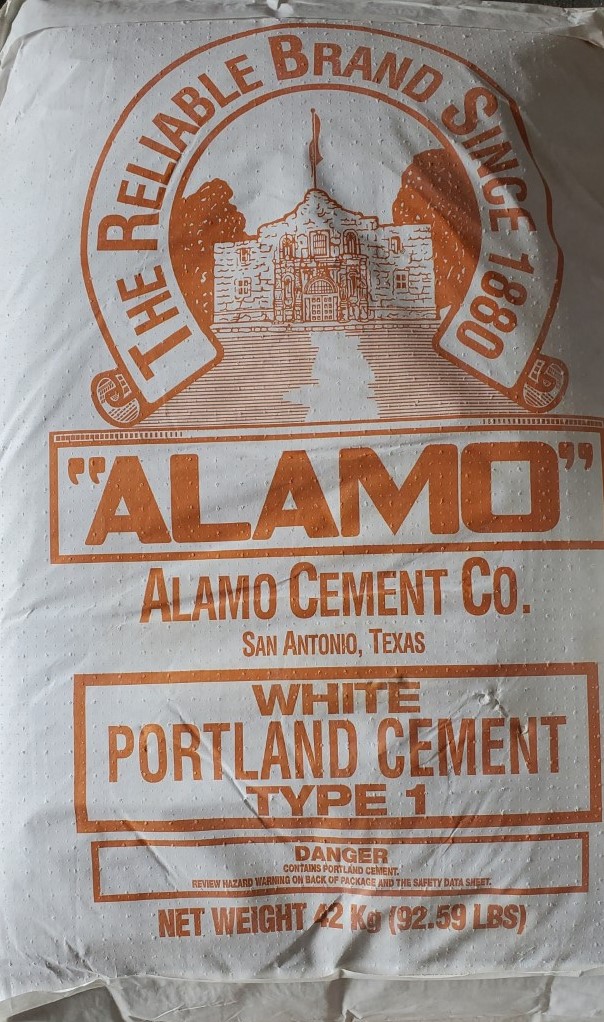 THE RELIABLE BRAND SINCE 1880
"ALAMO"
ALAMO CEMENT CO.
SAN ANTONIO, TEXAS
WHITE
PORTLAND CEMENT
TYPE 1
DANGER
CONTAINS PORTLAND CEMENT.
REVIEW HAZARD WARNING ON BACK OF PACKAGE AND THE SAFETY DATA SHEET.
NET WEIGHT 42 Kg (92.59 LBS)